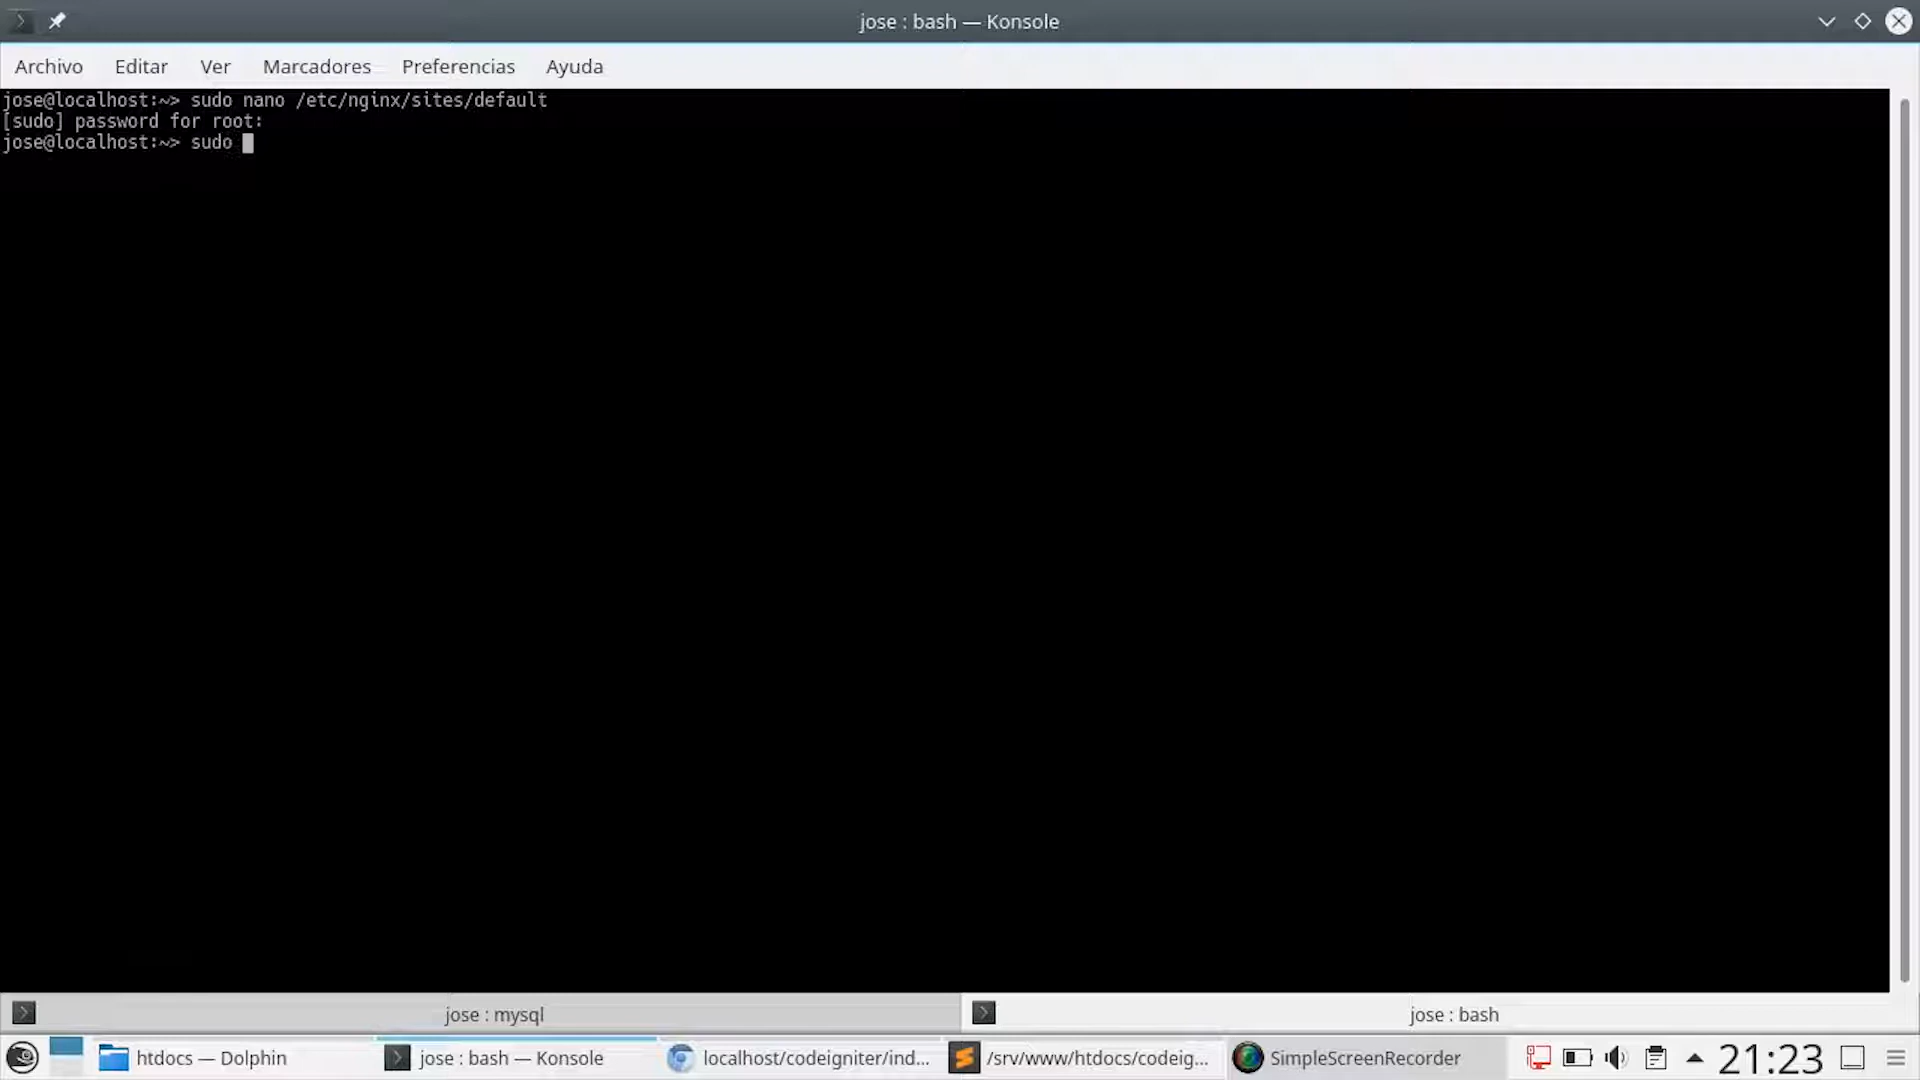 jose : bash — Konsole
Archivo Editar Ver Marcadores Preferencias Ayuda
jose@localhost:~> sudo nano /etc/nginx/sites/default
[sudo] password for root:
jose@localhost:~> sudo
jose : mysql
jose : bash
htdocs — Dolphin
jose : bash — Konsole
localhost/codeigniter/ind...
/srv/www/htdocs/codeig...
SimpleScreenRecorder
21:23